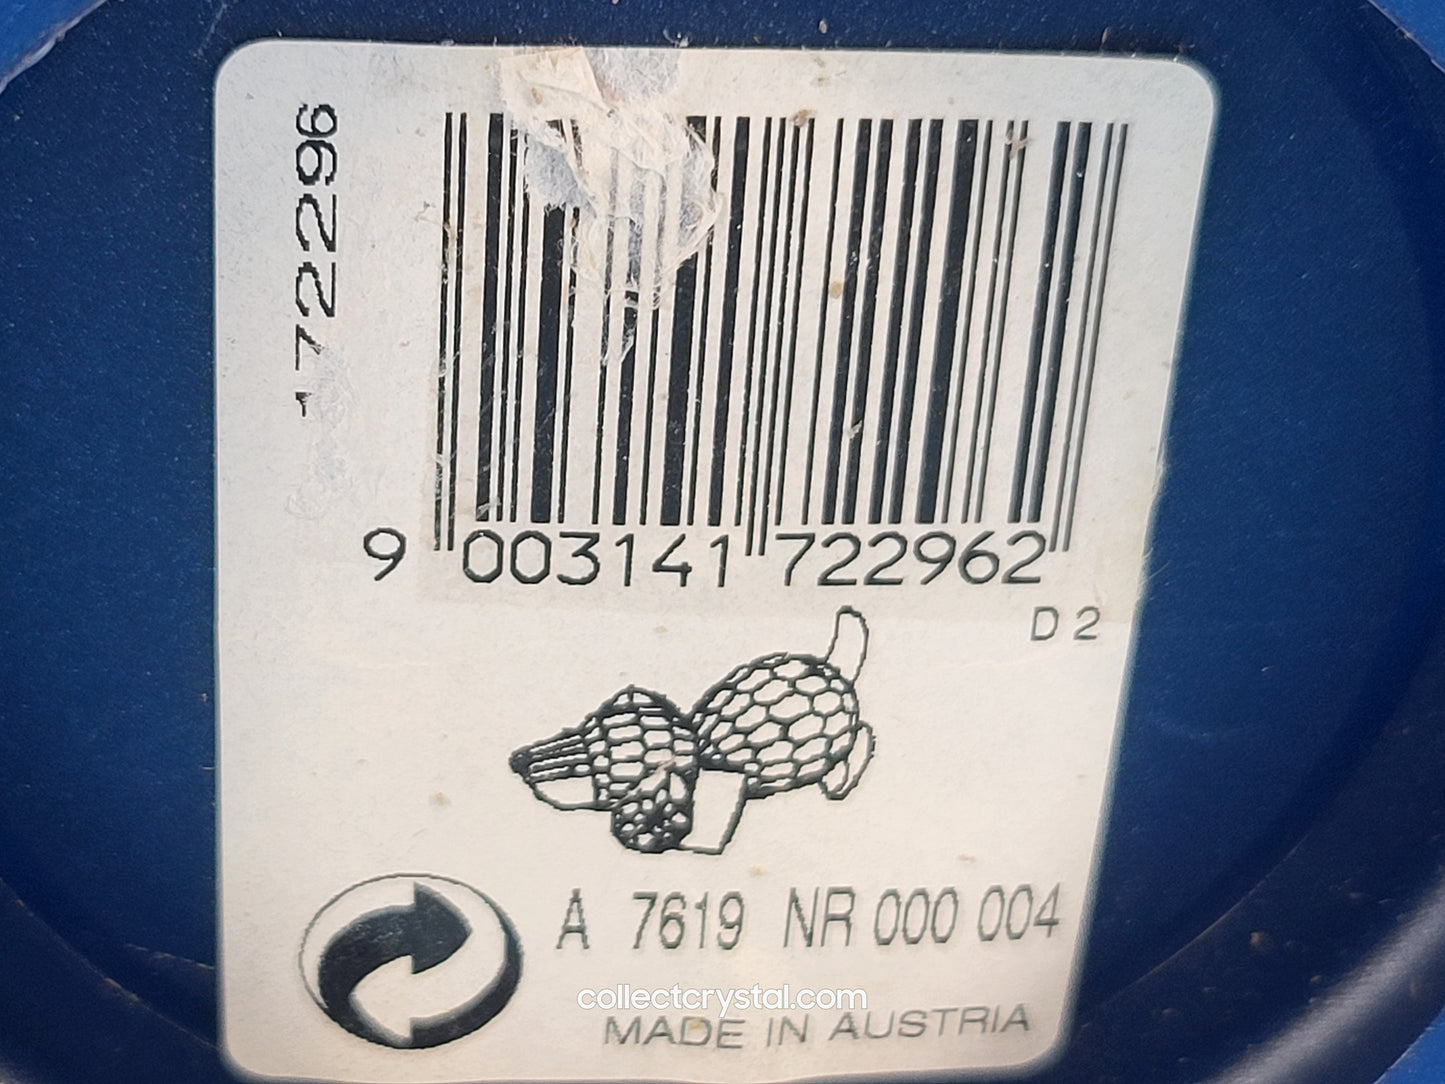 172296
9 003141 722962
D 2
A 7619 NR 000 004
collectcrystal.com
MADE IN AUSTRIA